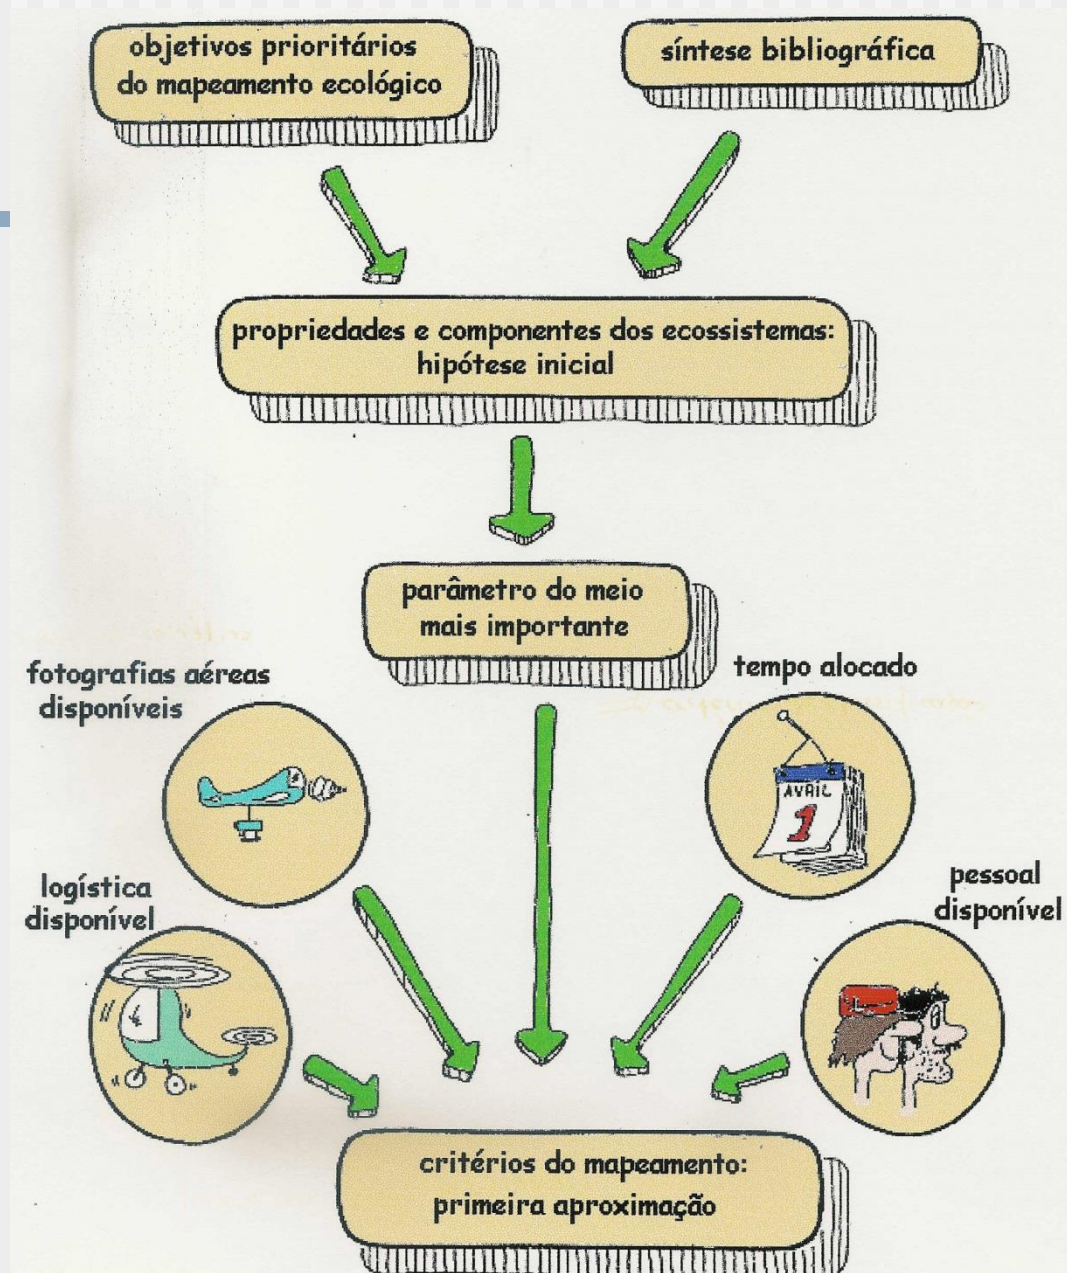 objetivos prioritários
do mapeamento ecológico
síntese bibliográfica
propriedades e componentes dos ecossistemas:
hipótese inicial
parâmetro do meio
mais importante
fotografias aéreas
disponíveis
tempo alocado
AVRIL
1
logística
disponível
pessoal
disponível
critérios do mapeamento:
primeira aproximação